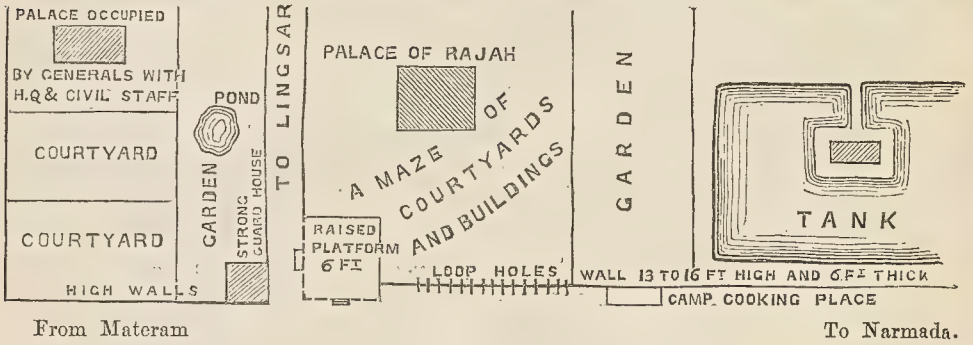 PALACE OCCUPIED
BY GENERALS WITH
H.Q & CIVIL STAFF
COURTYARD
COURTYARD
HIGH WALLS
POND
GARDEN
STRONG
GUARD HOUSE
TO LINGSAR
PALACE OF RAJAH
A MAZE OF
COURTYARDS
AND BUILDINGS
RAISED
PLATFORM
6 FT
LOOP HOLES
GARDEN
TANK
WALL 13 TO 16 FT HIGH AND 6 FT THICK
CAMP COOKING PLACE
From Materam
To Narmada.